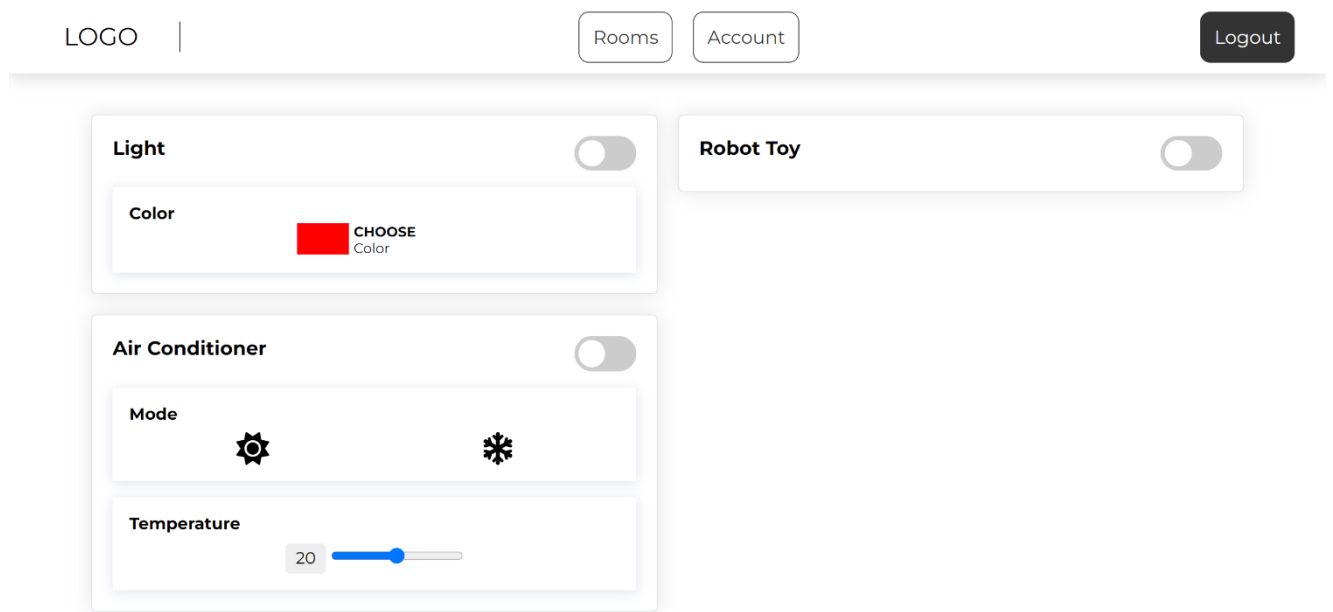 LOGO
Rooms
Account
Logout
Light
Color
CHOOSE
Color
Air Conditioner
Mode
Temperature
20
Robot Toy